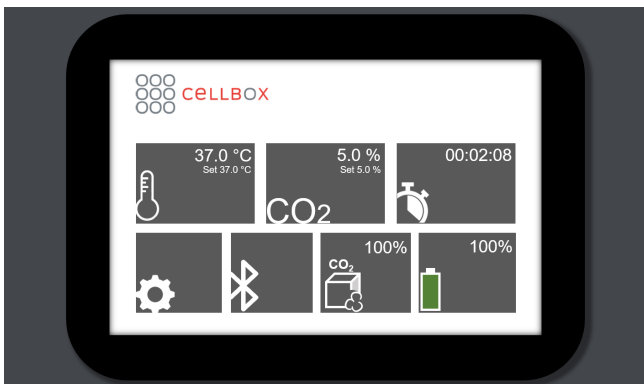 cellbox
37.0 °C
Set 37.0 °C
5.0 %
Set 5.0 %
CO2
00:02:08
100%
CO₂
100%